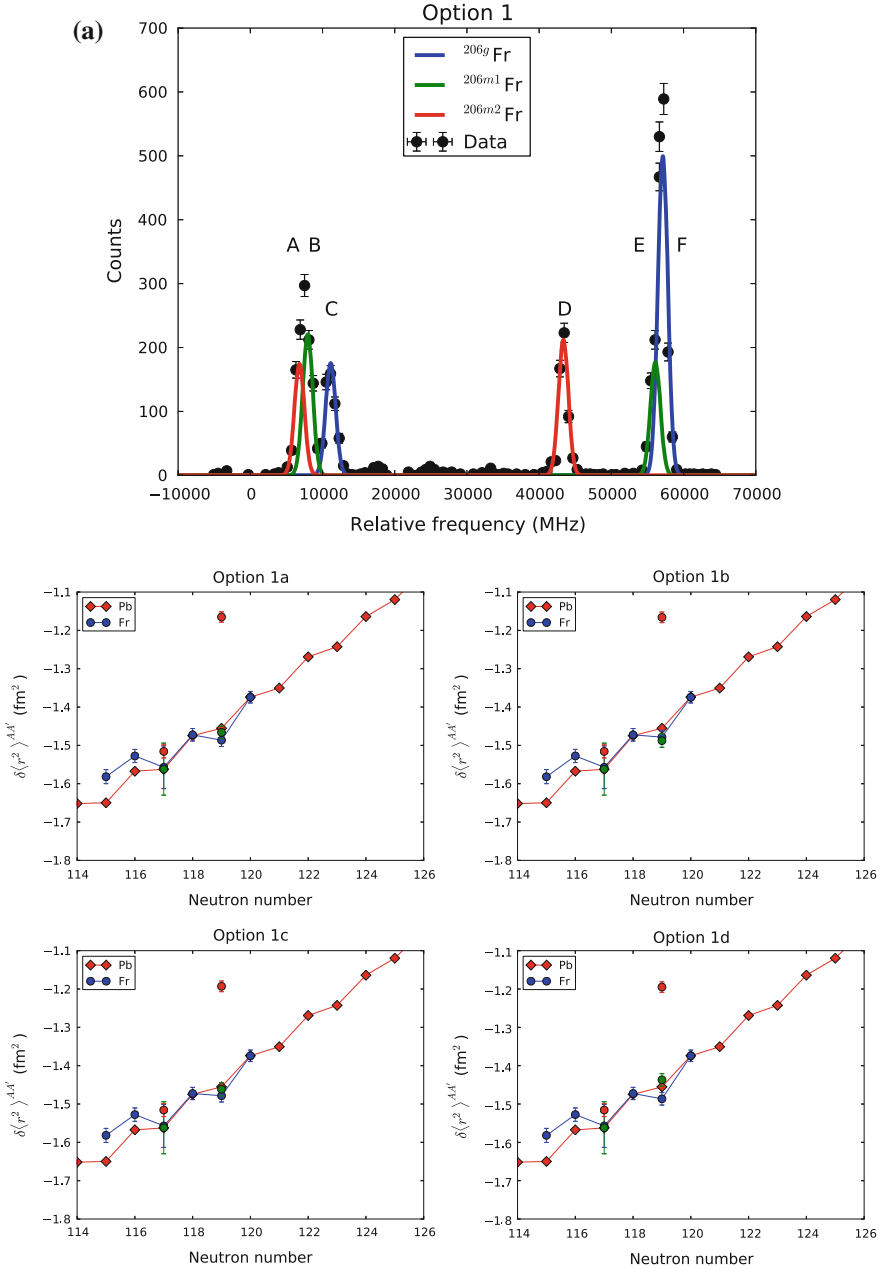 (a)
Option 1
700
600
500
400
300
200
100
0
Counts
206g Fr
206m1 Fr
206m2 Fr
Data
A B
C
D
E F
−10000 0 10000 20000 30000 40000 50000 60000 70000
Relative frequency (MHz)
Option 1a
−1.1
−1.2
−1.3
−1.4
−1.5
−1.6
−1.7
−1.8
δ⟨r²⟩^AA′ (fm²)
Pb
Fr
114 116 118 120 122 124 126
Neutron number
Option 1b
−1.1
−1.2
−1.3
−1.4
−1.5
−1.6
−1.7
−1.8
δ⟨r²⟩^AA′ (fm²)
Pb
Fr
114 116 118 120 122 124 126
Neutron number
Option 1c
−1.1
−1.2
−1.3
−1.4
−1.5
−1.6
−1.7
−1.8
δ⟨r²⟩^AA′ (fm²)
Pb
Fr
114 116 118 120 122 124 126
Neutron number
Option 1d
−1.1
−1.2
−1.3
−1.4
−1.5
−1.6
−1.7
−1.8
δ⟨r²⟩^AA′ (fm²)
Pb
Fr
114 116 118 120 122 124 126
Neutron number